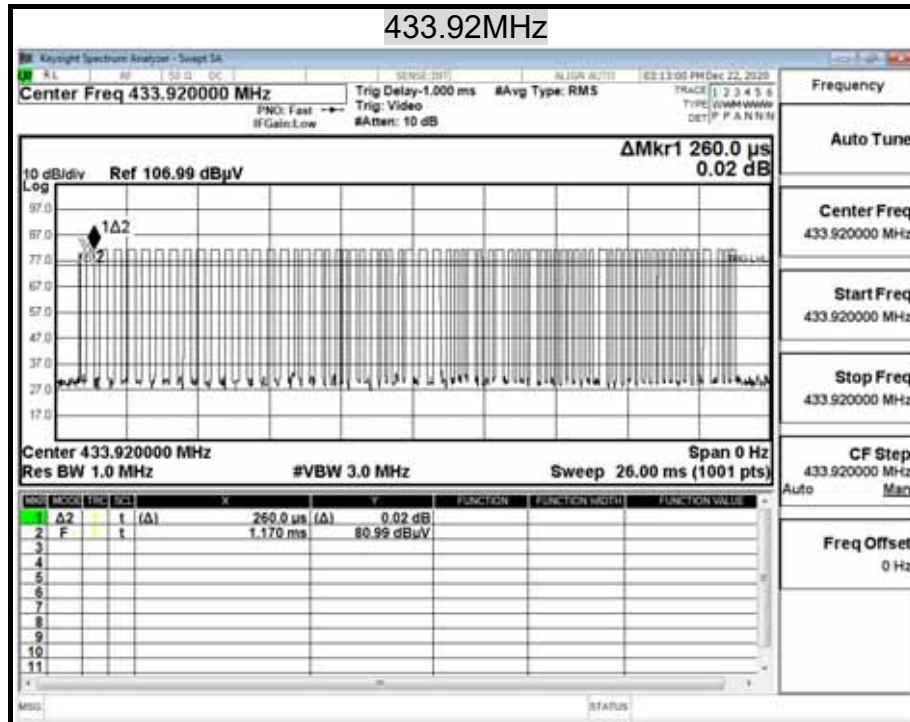 433.92MHz
Keysight Spectrum Analyzer - Swept SA
RL RF 50 Ω DC SENSE:INT ALIGN AUTO 03:13:00 PM Dec 22, 2020
Center Freq 433.920000 MHz
PNO: Fast
IFGain:Low
Trig Delay-1.000 ms
Trig: Video
#Atten: 10 dB
#Avg Type: RMS
TRACE 1 2 3 4 5 6
TYPE WWWWWW
DET P P A N N N
ΔMkr1 260.0 µs
0.02 dB
10 dB/div Ref 106.99 dBµV
Log
97.0
87.0
77.0
67.0
57.0
47.0
37.0
27.0
17.0
1Δ2
2
TRIG LVL
Center 433.920000 MHz Span 0 Hz
Res BW 1.0 MHz #VBW 3.0 MHz Sweep 26.00 ms (1001 pts)
MKR MODE TRC SCL X Y FUNCTION FUNCTION WIDTH FUNCTION VALUE
1 Δ2 1 t (Δ) 260.0 µs (Δ) 0.02 dB
2 F 1 t 1.170 ms 80.99 dBµV
3
4
5
6
7
8
9
10
11
MSG STATUS
Frequency
Auto Tune
Center Freq
433.920000 MHz
Start Freq
433.920000 MHz
Stop Freq
433.920000 MHz
CF Step
433.920000 MHz
Auto Man
Freq Offset
0 Hz